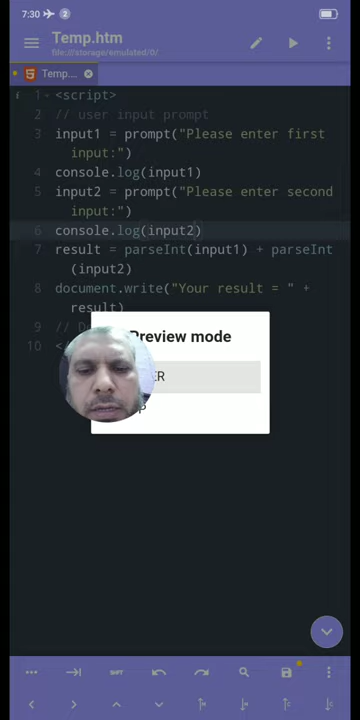 7:30 2
Temp.htm
file:///storage/emulated/0/
Temp....
1 <script>
2 // user input prompt
3 input1 = prompt("Please enter first
input:")
4 console.log(input1)
5 input2 = prompt("Please enter second
input:")
6 console.log(input2)
7 result = parseInt(input1) + parseInt
(input2)
8 document.write("Your result = " +
result)
9 //
10 <
Preview mode
SHIFT